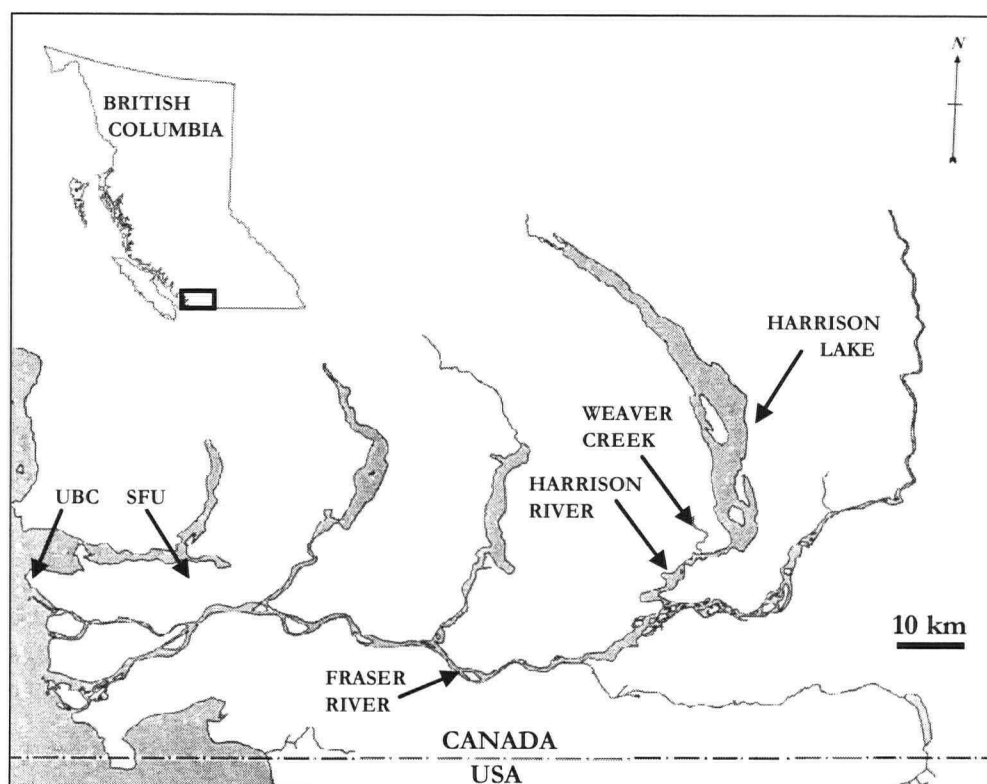 N
BRITISH
COLUMBIA
HARRISON
LAKE
WEAVER
CREEK
HARRISON
RIVER
UBC
SFU
10 km
FRASER
RIVER
CANADA
USA